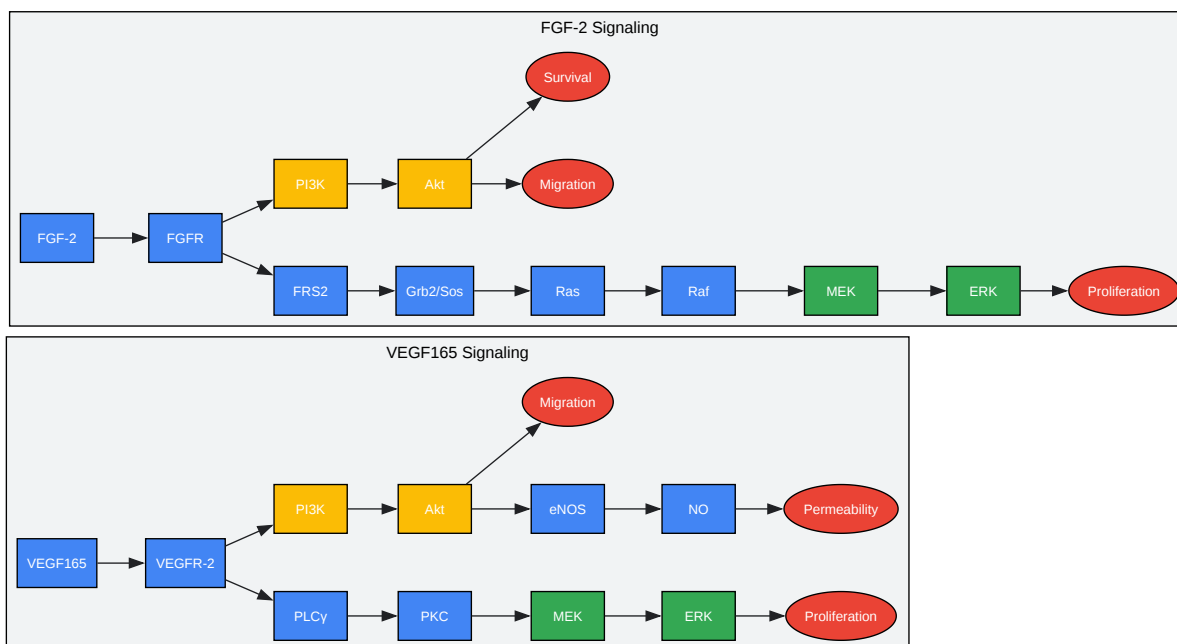 FGF-2 Signaling
Survival
PI3K
Akt
Migration
FGF-2
FGFR
FRS2
Grb2/Sos
Ras
Raf
MEK
ERK
Proliferation
VEGF165 Signaling
Migration
PI3K
Akt
eNOS
NO
Permeability
VEGF165
VEGFR-2
PLCγ
PKC
MEK
ERK
Proliferation